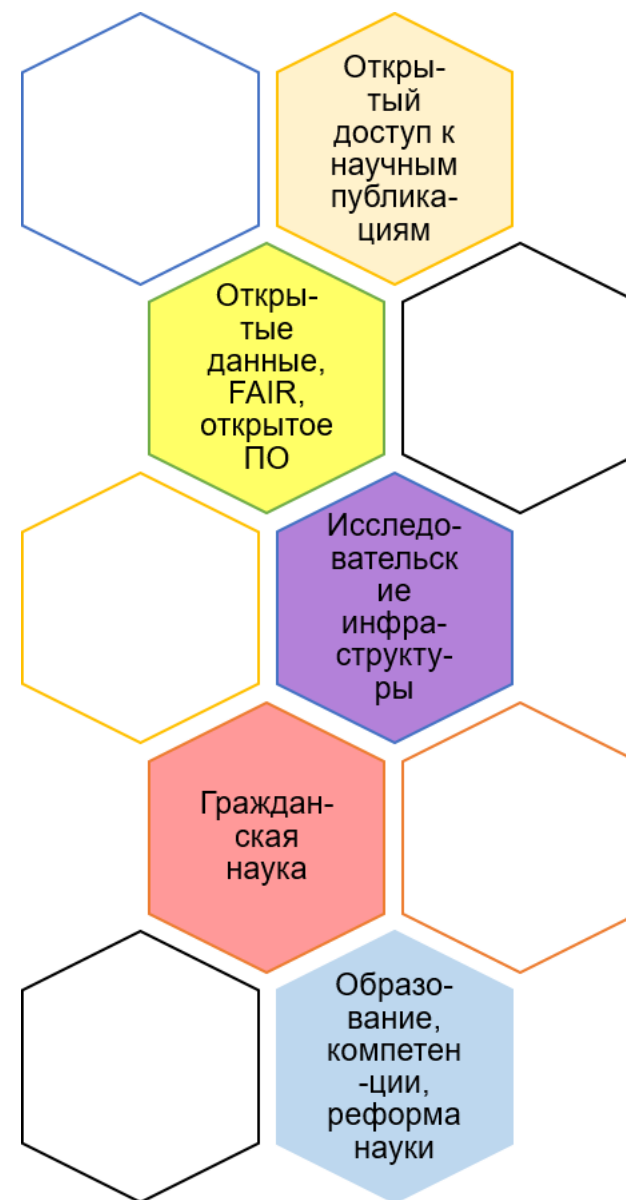 Откры-
тый
доступ к
научным
публика-
циям
Откры-
тые
данные,
FAIR,
открытое
ПО
Исследо-
вательск
ие
инфра-
структу-
ры
Граждан-
ская
наука
Образо-
вание,
компетен
-ции,
реформа
науки